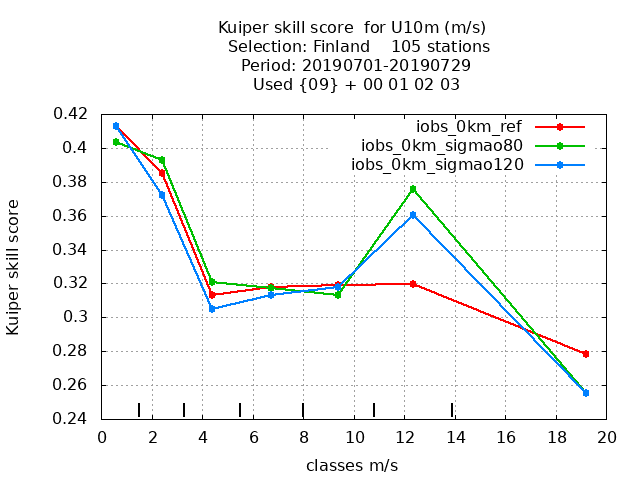 Kuiper skill score  for U10m (m/s)
Selection: Finland    105 stations
Period: 20190701-20190729
Used {09} + 00 01 02 03
iobs_0km_ref
iobs_0km_sigmao80
iobs_0km_sigmao120
Kuiper skill score
0.42
0.4
0.38
0.36
0.34
0.32
0.3
0.28
0.26
0.24
0 2 4 6 8 10 12 14 16 18 20
classes m/s